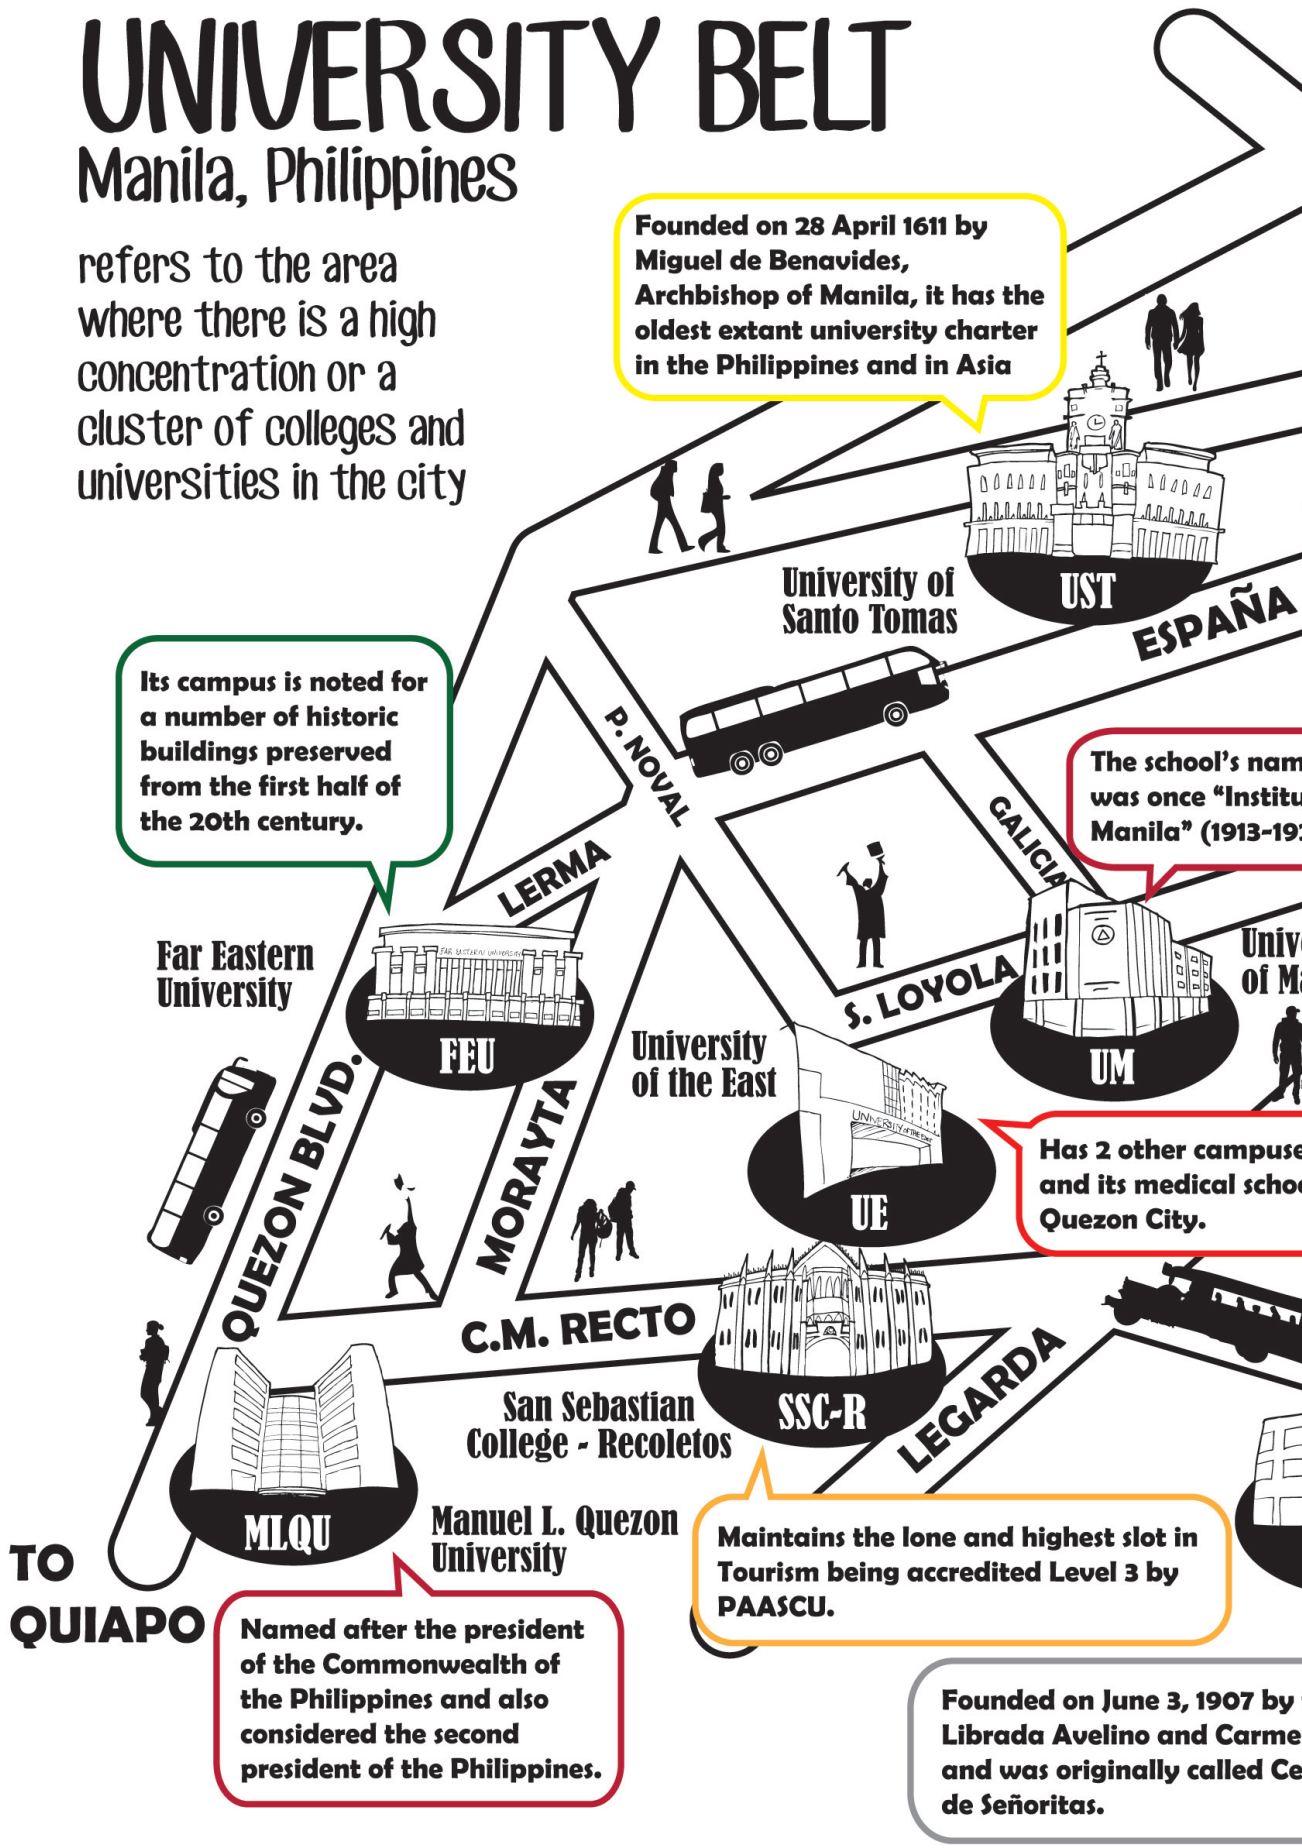 UNIVERSITY BELT
Manila, Philippines
refers to the area
where there is a high
concentration or a
cluster of colleges and
universities in the city
Founded on 28 April 1611 by
Miguel de Benavides,
Archbishop of Manila, it has the
oldest extant university charter
in the Philippines and in Asia
University of
Santo Tomas
UST
ESPAÑA
Its campus is noted for
a number of historic
buildings preserved
from the first half of
the 20th century.
P. NOVAL
The school's
was once
Manila"
GALICIA
LERMA
Far Eastern
University
FAR EASTERN UNIVERSITY
FEU
S. LOYOLA
of
UM
University
of the East
UNIVERSITY OF THE EAST
UE
Has 2 other
and its medical
Quezon City.
QUEZON BLVD.
MORAYTA
C.M. RECTO
LEGARDA
San Sebastian
College - Recoletos
SSC-R
MLQU
Manuel L. Quezon
University
Maintains the lone and highest slot in
Tourism being accredited Level 3 by
PAASCU.
TO
QUIAPO
Named after the president
of the Commonwealth of
the Philippines and also
considered the second
president of the Philippines.
Founded on June 3, 1907 by
Librada Avelino and
and was originally called
de Señoritas.